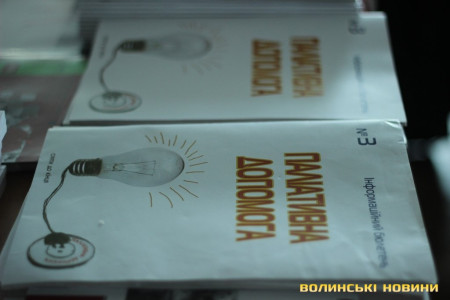 ПАЛІАТИВНА
ДОПОМОГА
№3
Інформаційний бюлетень
ПАЛІАТИВНА
ДОПОМОГА
ВОЛИНСЬКІ НОВИНИ